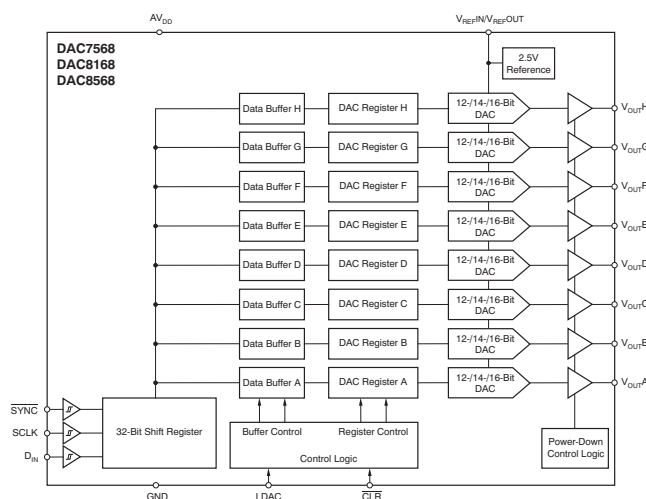 AVDD
VREFIN/VREFOUT
DAC7568
DAC8168
DAC8568
2.5V
Reference
Data Buffer H
DAC Register H
12-/14-/16-Bit
DAC
VOUTH
Data Buffer G
DAC Register G
12-/14-/16-Bit
DAC
VOUTG
Data Buffer F
DAC Register F
12-/14-/16-Bit
DAC
VOUTF
Data Buffer E
DAC Register E
12-/14-/16-Bit
DAC
VOUTE
Data Buffer D
DAC Register D
12-/14-/16-Bit
DAC
VOUTD
Data Buffer C
DAC Register C
12-/14-/16-Bit
DAC
VOUTC
Data Buffer B
DAC Register B
12-/14-/16-Bit
DAC
VOUTB
Data Buffer A
DAC Register A
12-/14-/16-Bit
DAC
VOUTA
SYNC
SCLK
DIN
32-Bit Shift Register
Buffer Control
Register Control
Control Logic
Power-Down
Control Logic
GND
LDAC
CLR